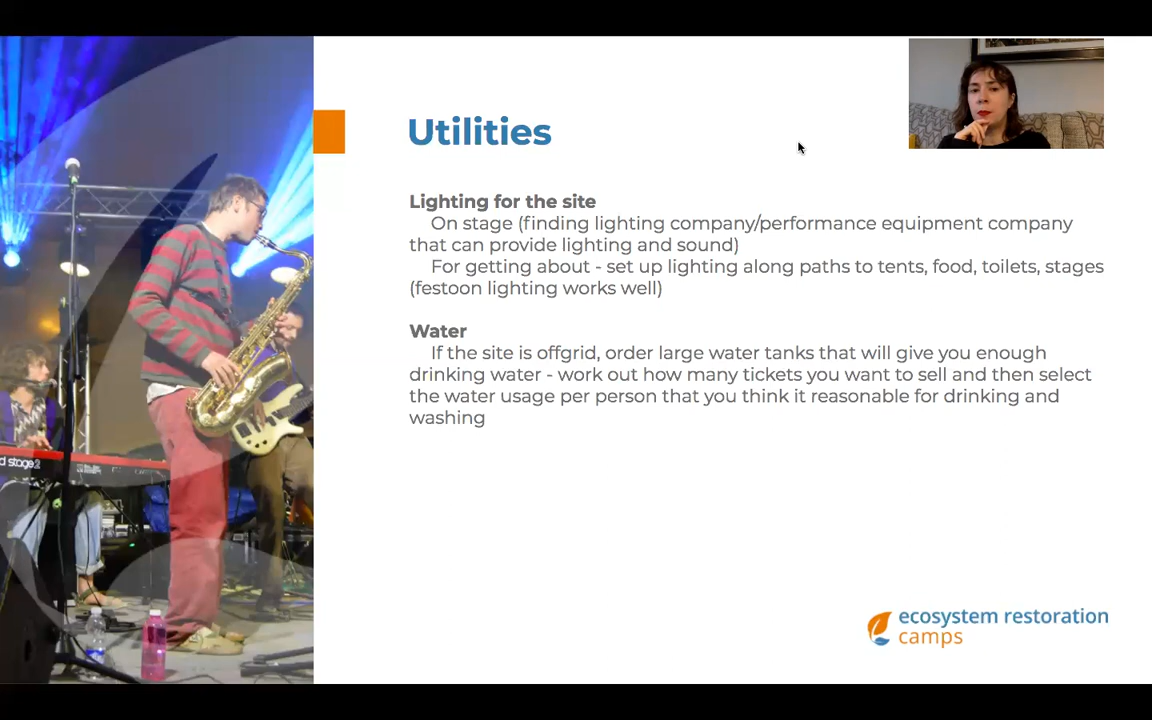 Utilities
Lighting for the site
On stage (finding lighting company/performance equipment company
that can provide lighting and sound)
For getting about - set up lighting along paths to tents, food, toilets, stages
(festoon lighting works well)
Water
If the site is offgrid, order large water tanks that will give you enough
drinking water - work out how many tickets you want to sell and then select
the water usage per person that you think it reasonable for drinking and
washing
d stage2
ecosystem restoration
camps